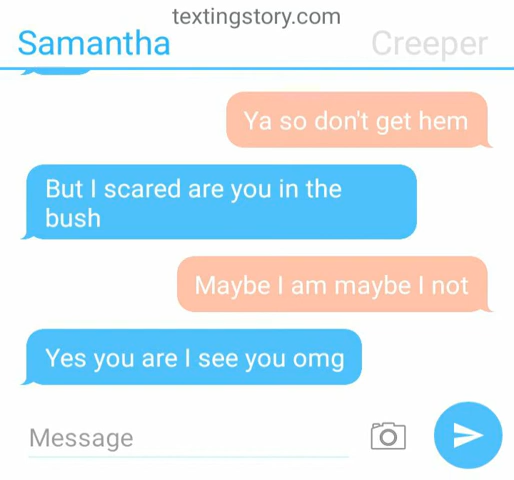 textingstory.com
Samantha
Creeper
Ya so don't get hem
But I scared are you in the
bush
Maybe I am maybe I not
Yes you are I see you omg
Message